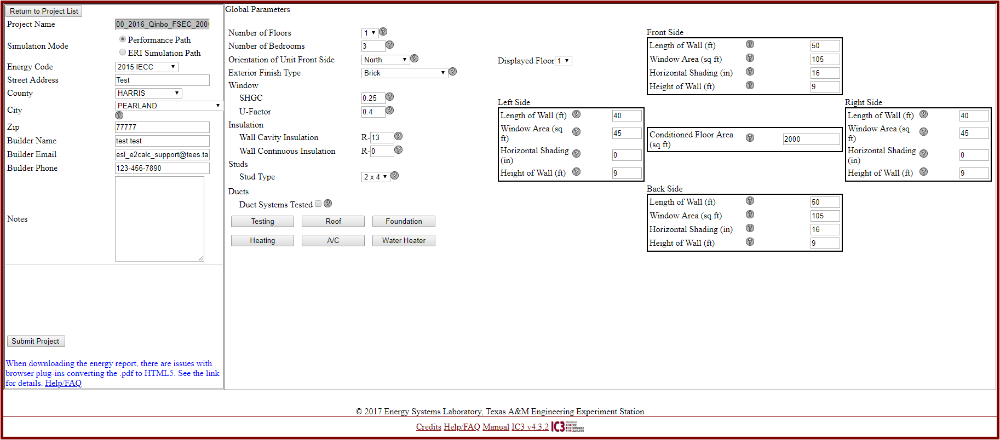 Return to Project List
Project Name 00_2016_Qinbo_FSEC_200
Simulation Mode
Performance Path
ERI Simulation Path
Energy Code 2015 IECC
Street Address Test
County HARRIS
City PEARLAND
Zip 77777
Builder Name test test
Builder Email esl_e2calc_support@tees.ta
Builder Phone 123-456-7890
Notes
Submit Project
When downloading the energy report, there are issues with
browser plug-ins converting the .pdf to HTML5. See the link
for details. Help/FAQ
Global Parameters
Number of Floors 1
Number of Bedrooms 3
Orientation of Unit Front Side North
Exterior Finish Type Brick
Window
SHGC 0.25
U-Factor 0.4
Insulation
Wall Cavity Insulation R-13
Wall Continuous Insulation R-0
Studs
Stud Type 2 x 4
Ducts
Duct Systems Tested
Testing Roof Foundation
Heating A/C Water Heater
Displayed Floor 1
Front Side
Length of Wall (ft) 50
Window Area (sq ft) 105
Horizontal Shading (in) 16
Height of Wall (ft) 9
Left Side
Length of Wall (ft) 40
Window Area (sq
ft) 45
Horizontal Shading
(in) 0
Height of Wall (ft) 9
Conditioned Floor Area
(sq ft) 2000
Right Side
Length of Wall (ft) 40
Window Area (sq
ft) 45
Horizontal Shading
(in) 0
Height of Wall (ft) 9
Back Side
Length of Wall (ft) 50
Window Area (sq ft) 105
Horizontal Shading (in) 16
Height of Wall (ft) 9
© 2017 Energy Systems Laboratory, Texas A&M Engineering Experiment Station
Credits Help/FAQ Manual IC3 v4.3.2 IC3